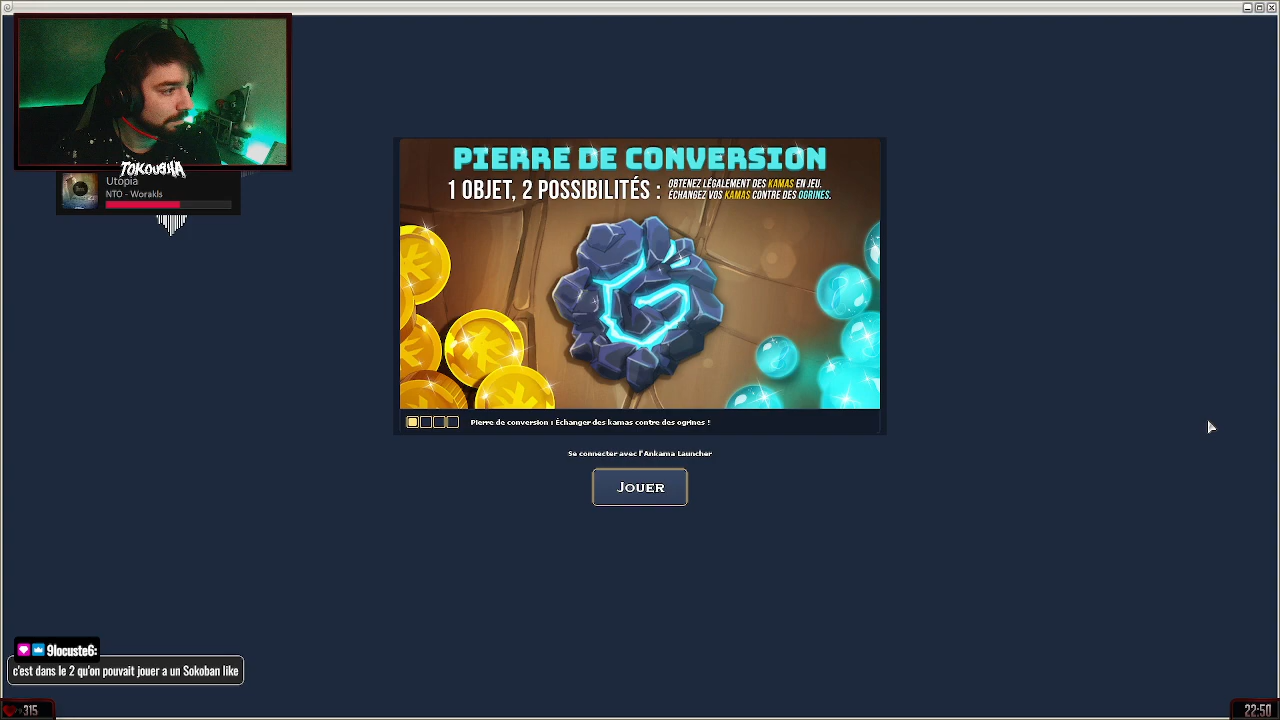 TOKOUSHA
Utopia
NTO - Worakls
PIERRE DE CONVERSION
1 OBJET, 2 POSSIBILITÉS :
OBTENEZ LÉGALEMENT DES KAMAS EN JEU.
ÉCHANGEZ VOS KAMAS CONTRE DES OGRINES.
Pierre de conversion : Échanger des kamas contre des ogrines !
Se connecter avec l'Ankama Launcher
JOUER
9locuste6:
c'est dans le 2 qu'on pouvait jouer a un Sokoban like
315
22:50